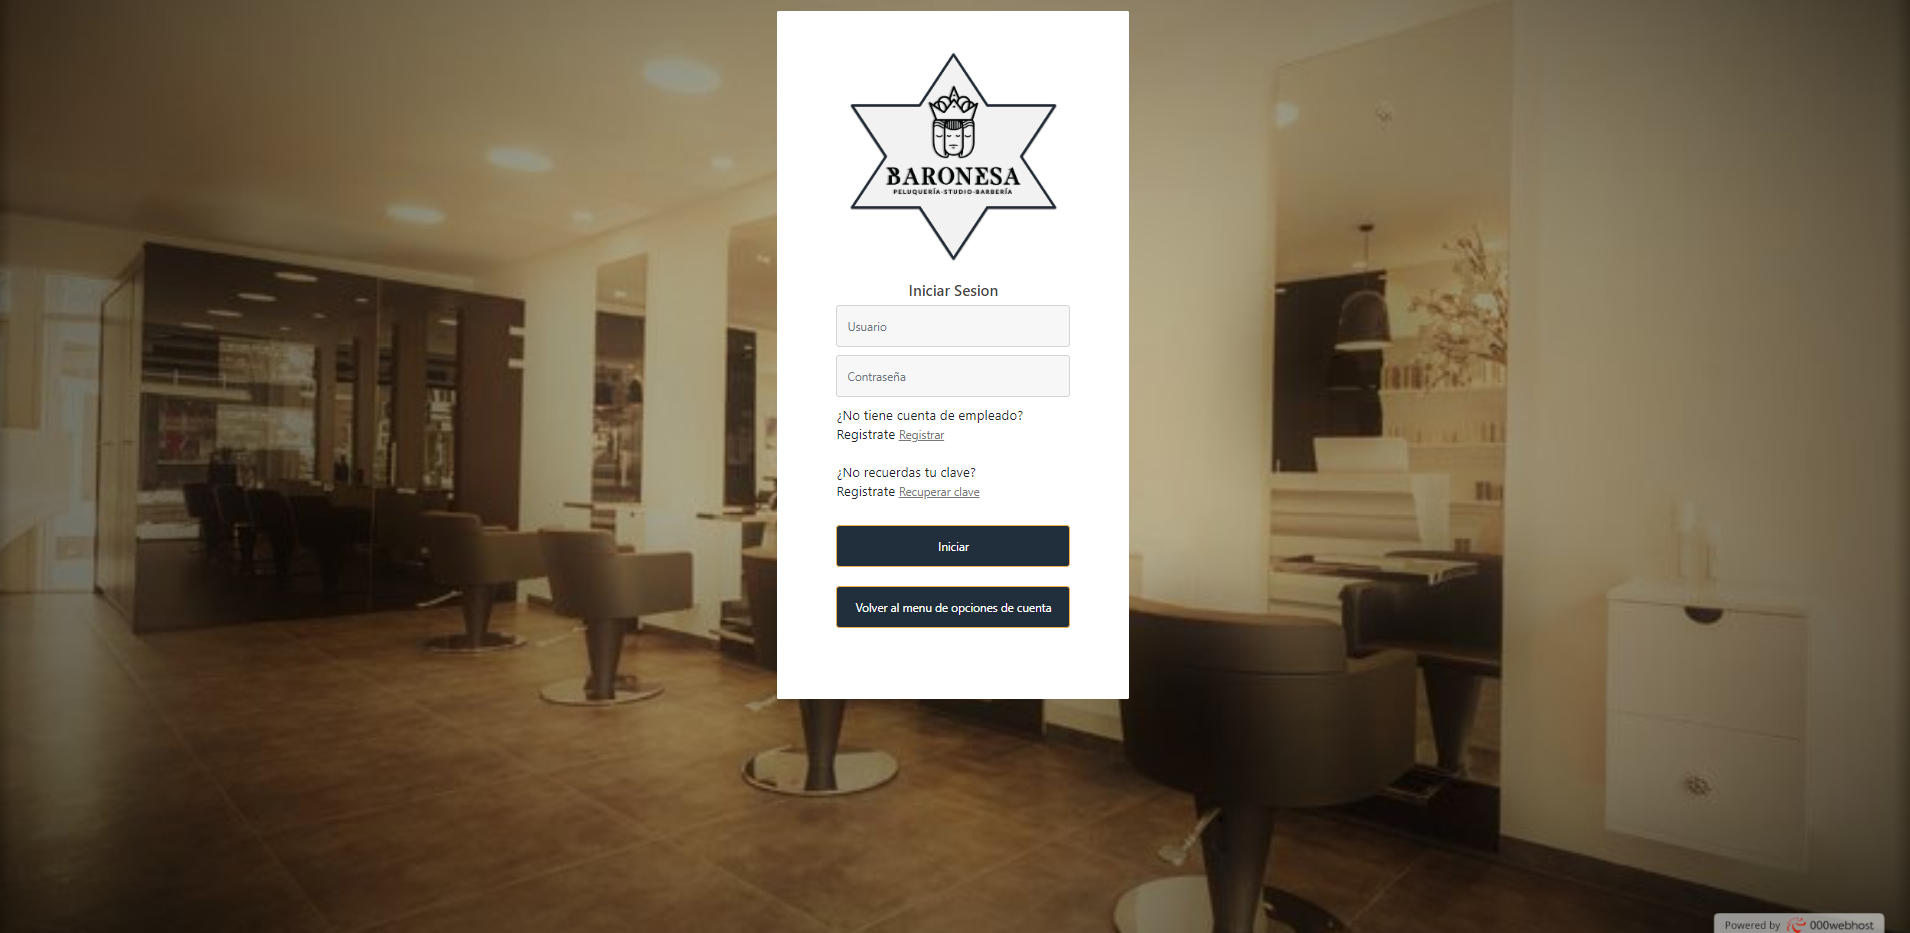 BARONESA
PELUQUERÍA-STUDIO-BARBERÍA
Iniciar Sesion
Usuario
Contraseña
¿No tiene cuenta de empleado?
Registrate Registrar
¿No recuerdas tu clave?
Registrate Recuperar clave
Iniciar
Volver al menu de opciones de cuenta
Powered by 000webhost